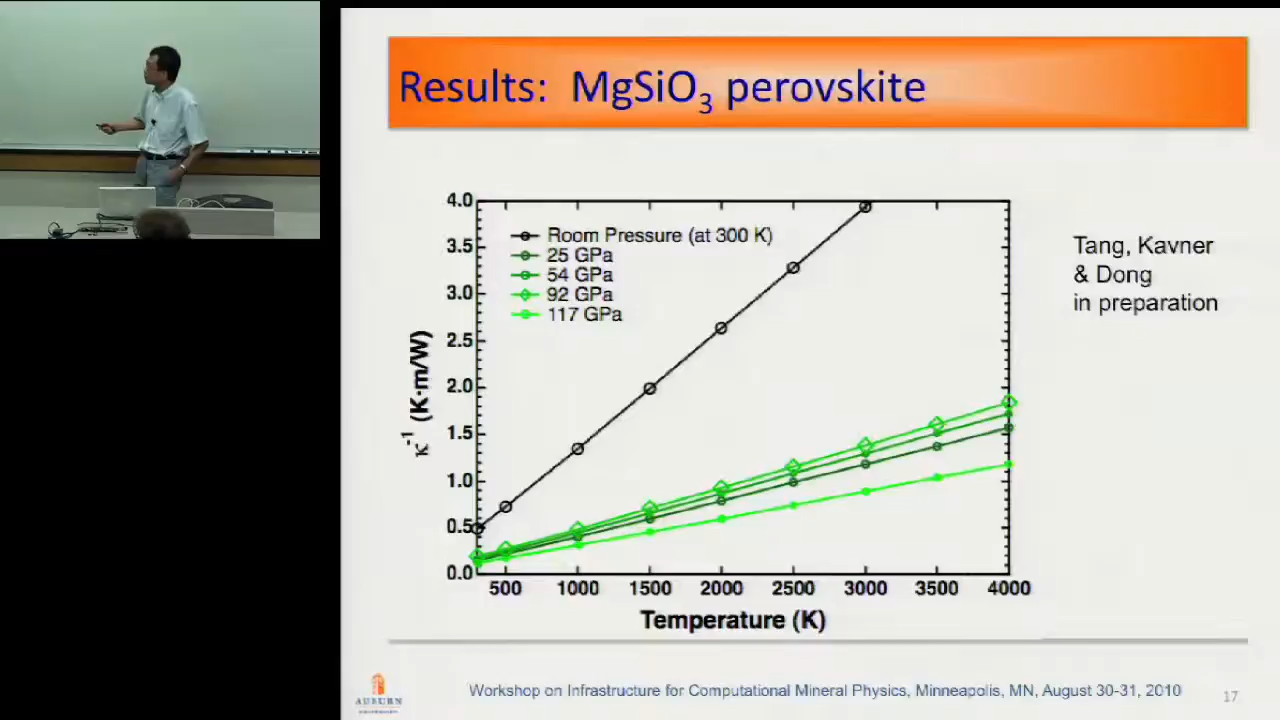 Results: MgSiO3 perovskite
4.0
3.5
3.0
2.5
2.0
1.5
1.0
0.5
0.0
κ-1 (K·m/W)
Room Pressure (at 300 K)
25 GPa
54 GPa
92 GPa
117 GPa
500 1000 1500 2000 2500 3000 3500 4000
Temperature (K)
Tang, Kavner
& Dong
in preparation
AUBURN
Workshop on Infrastructure for Computational Mineral Physics, Minneapolis, MN, August 30-31, 2010
17